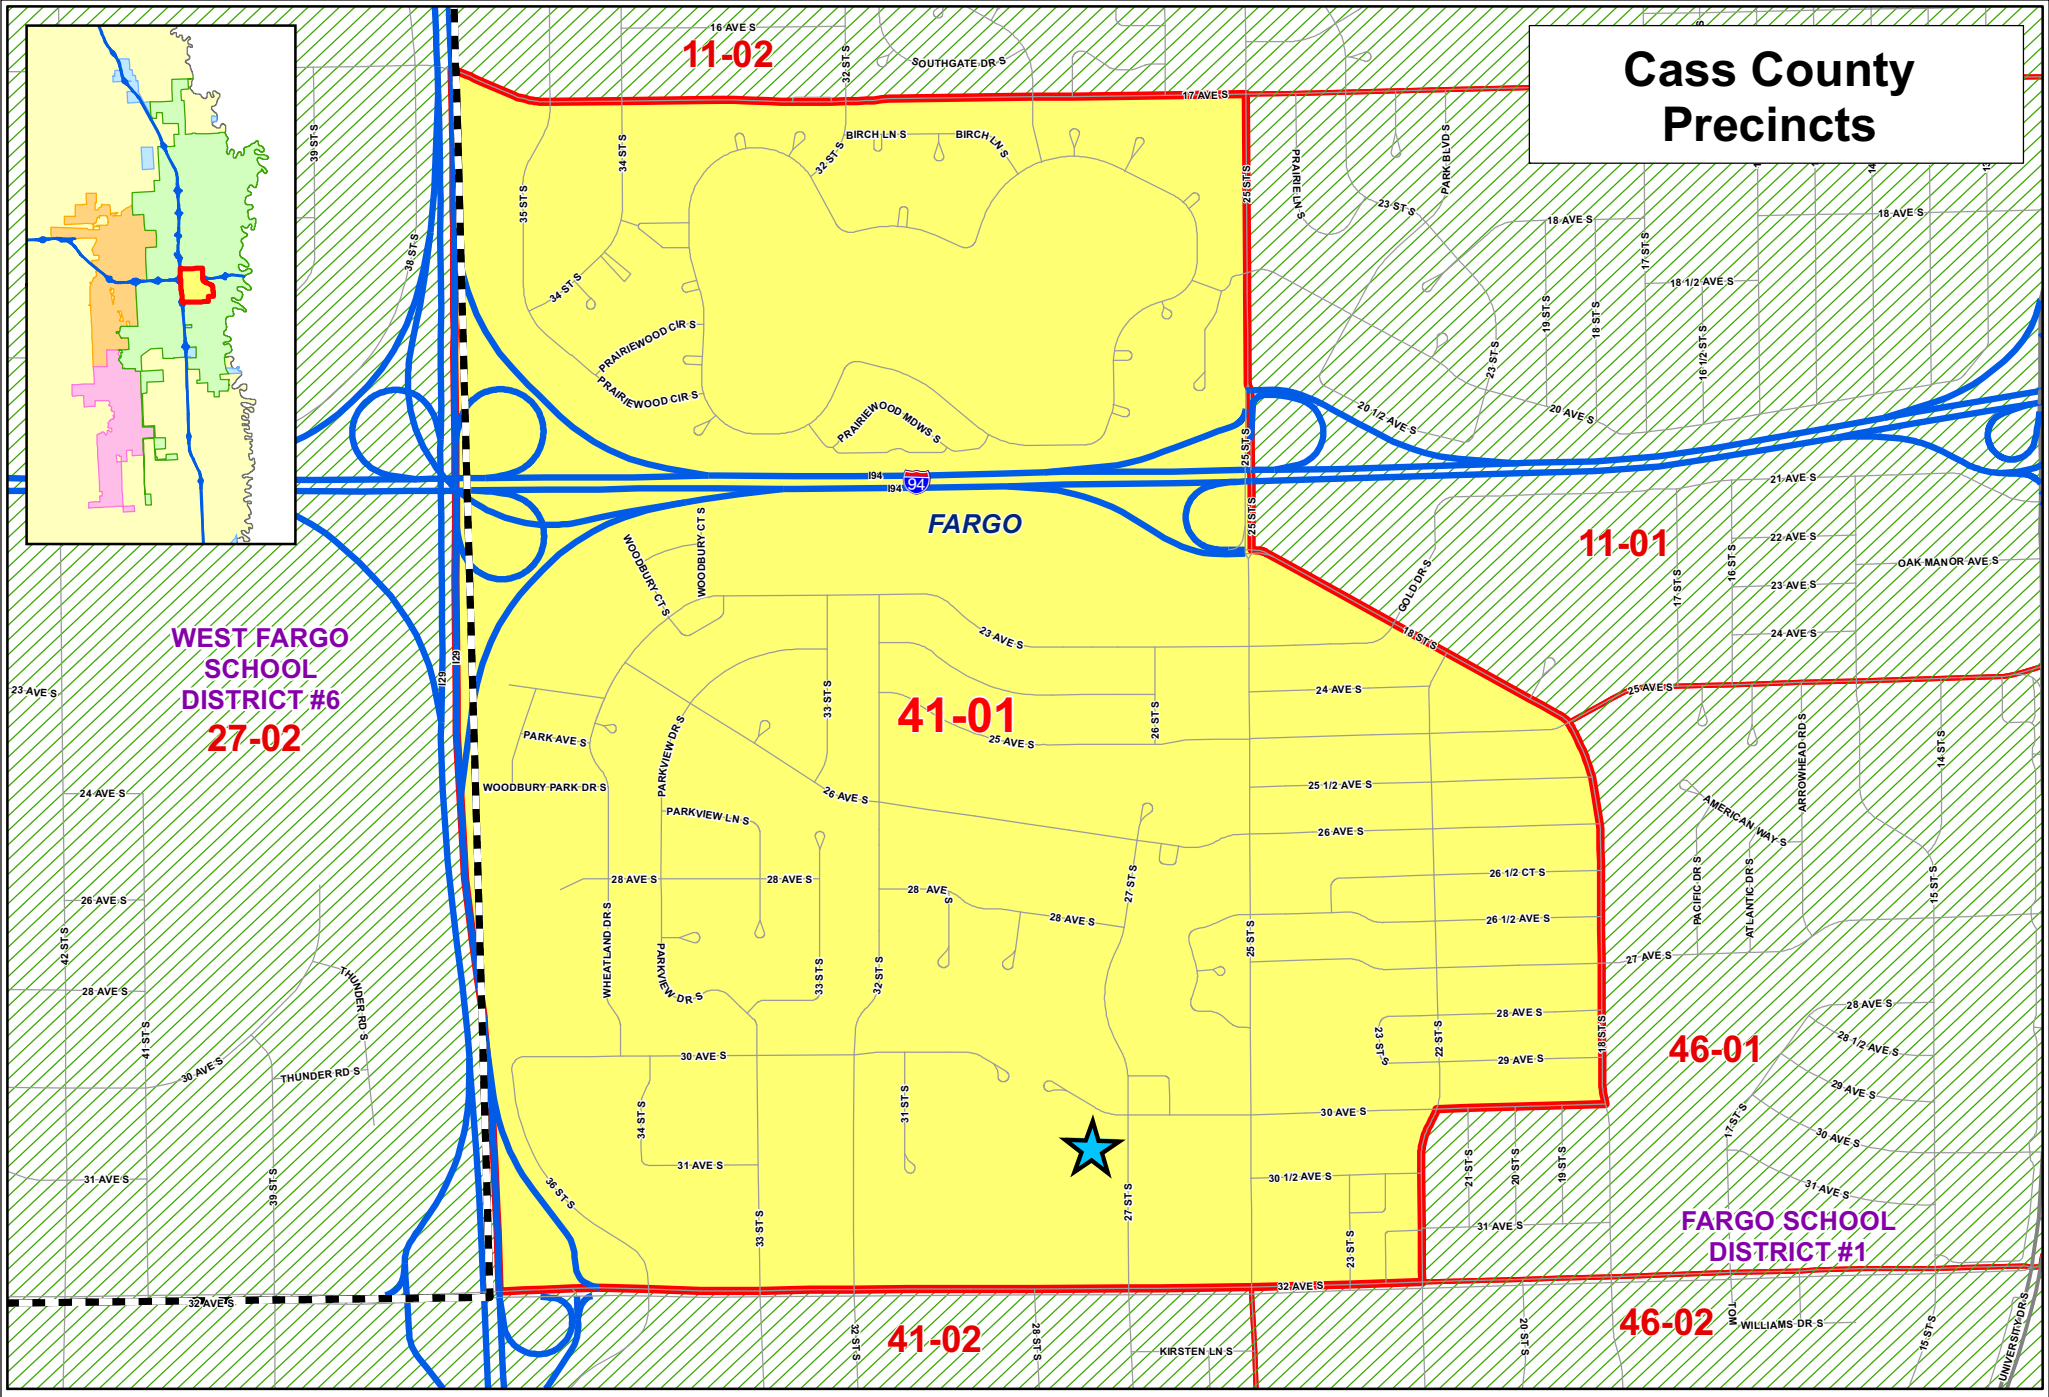 Cass County
Precincts
16 AVE S
11-02
SOUTHGATE DR S
32 ST S
17 AVE S
39 ST S
34 ST S
BIRCH LN S
BIRCH LN S
32 ST S
35 ST S
25 ST S
PRAIRIE LN S
PARK BLVD S
23 ST S
18 AVE S
18 AVE S
17 ST S
38 ST S
34 ST S
18 1/2 AVE S
19 ST S
18 ST S
16 1/2 ST S
23 ST S
PRAIRIEWOOD CIR S
PRAIRIEWOOD CIR S
PRAIRIEWOOD MDWS S
20 1/2 AVE S
20 AVE S
25 ST S
I94
I94
94
21 AVE S
FARGO
25 ST S
WOODBURY CT S
WOODBURY CT S
11-01
22 AVE S
16 ST S
17 ST S
OAK MANOR AVE S
23 AVE S
GOLD DR S
18 ST S
24 AVE S
23 AVE S
WEST FARGO
SCHOOL
DISTRICT #6
27-02
I29
I29
23 AVE S
24 AVE S
25 AVE S
33 ST S
41-01
26 ST S
25 AVE S
PARK AVE S
PARKVIEW DR S
ARROWHEAD RD S
14 ST S
WOODBURY PARK DR S
26 AVE S
25 1/2 AVE S
24 AVE S
PARKVIEW LN S
26 AVE S
AMERICAN WAY S
28 AVE S
28 AVE S
28 AVE S
27 ST S
26 1/2 CT S
PACIFIC DR S
ATLANTIC DR S
15 ST S
26 AVE S
28 AVE S
26 1/2 AVE S
42 ST S
WHEATLAND DR S
PARKVIEW DR S
33 ST S
32 ST S
25 ST S
27 AVE S
28 AVE S
THUNDER RD S
28 AVE S
28 AVE S
41 ST S
23 ST S
22 ST S
18 ST S
28 1/2 AVE S
46-01
30 AVE S
THUNDER RD S
30 AVE S
29 AVE S
29 AVE S
34 ST S
31 ST S
30 AVE S
17 ST S
30 AVE S
31 AVE S
31 AVE S
39 ST S
36 ST S
33 ST S
27 ST S
30 1/2 AVE S
21 ST S
20 ST S
19 ST S
31 AVE S
23 ST S
31 AVE S
FARGO SCHOOL
DISTRICT #1
32 AVE S
32 AVE S
41-02
46-02
32 ST S
28 ST S
KIRSTEN LN S
20 ST S
TOM
WILLIAMS DR S
15 ST S
UNIVERSITY DR S